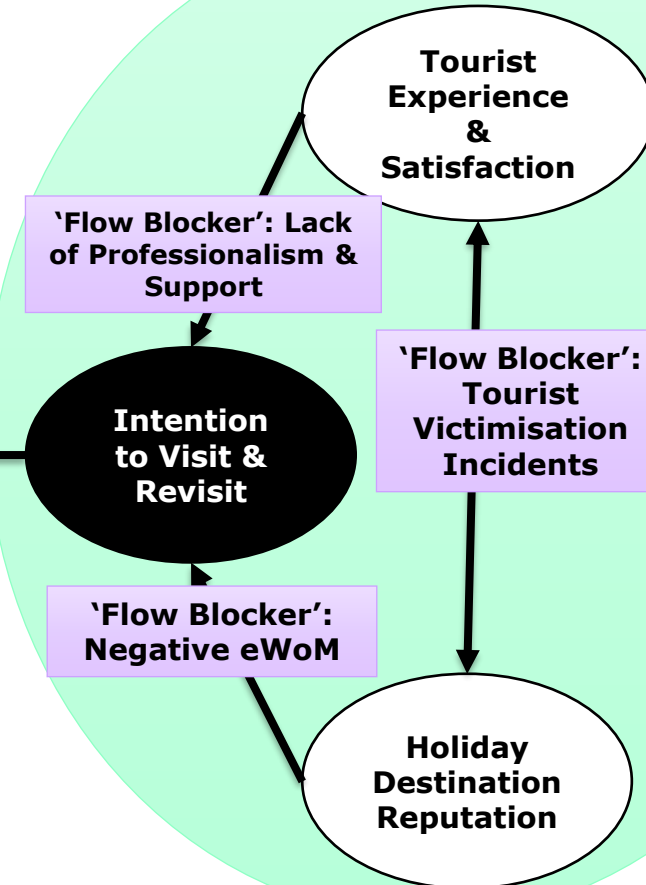 Tourist
Experience
&
Satisfaction
‘Flow Blocker’: Lack
of Professionalism &
Support
‘Flow Blocker’:
Tourist
Victimisation
Incidents
Intention
to Visit &
Revisit
‘Flow Blocker’:
Negative eWoM
Holiday
Destination
Reputation